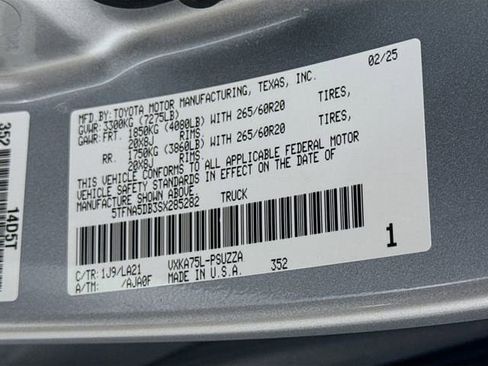 02/25
MFD.BY: TOYOTA MOTOR MANUFACTURING, TEXAS, INC.
GVWR: 3300KG (7275LB)
GAWR: FRT. 1850KG (4080LB) WITH 265/60R20 TIRES,
20X8J RIMS,
RR. 1750KG (3860LB) WITH 265/60R20 TIRES,
20X8J RIMS.
THIS VEHICLE CONFORMS TO ALL APPLICABLE FEDERAL MOTOR
VEHICLE SAFETY STANDARDS IN EFFECT ON THE DATE OF
MANUFACTURE SHOWN ABOVE.
5TFNA5DB3SX285282 TRUCK
1
C/TR: 1J9/LA21 VXKA75L-PSUZZA
A/TM: /AJA0F MADE IN U.S.A. 352
352
14D5T